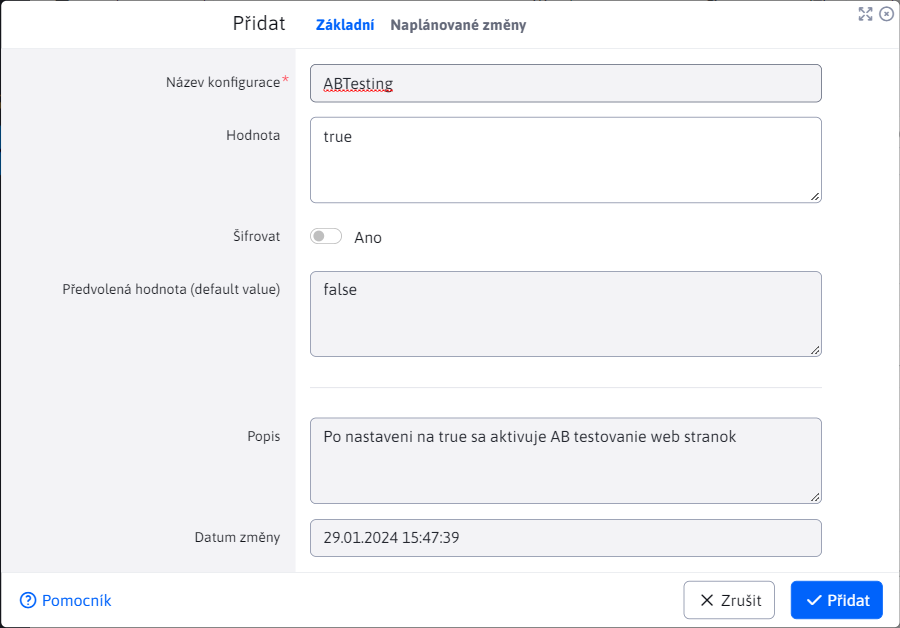 Přidat
Základní
Naplánované změny
Název konfigurace*
ABTesting
Hodnota
true
Šifrovat
Ano
Předvolená hodnota (default value)
false
Popis
Po nastaveni na true sa aktivuje AB testovanie web stranok
Datum změny
29.01.2024 15:47:39
Pomocník
Zrušit
Přidat